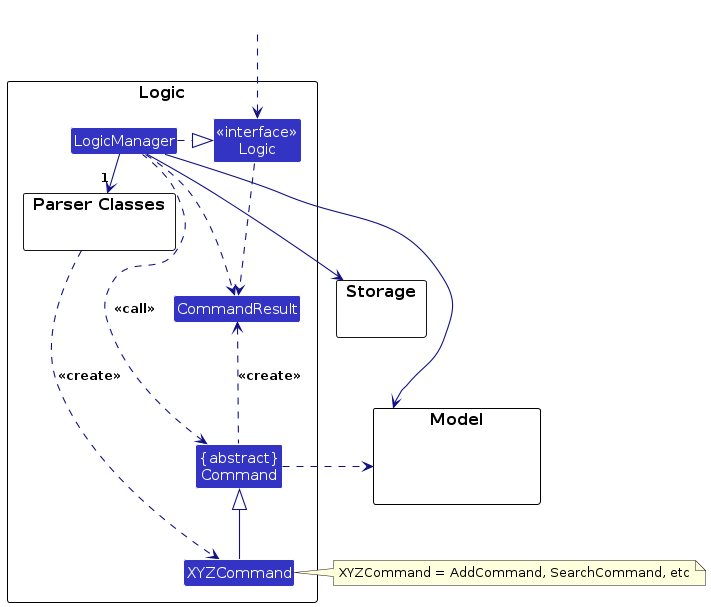 Logic
«interface»
Logic
LogicManager
1
Parser Classes
Storage
CommandResult
«call»
«create»
«create»
Model
{abstract}
Command
XYZCommand
XYZCommand = AddCommand, SearchCommand, etc